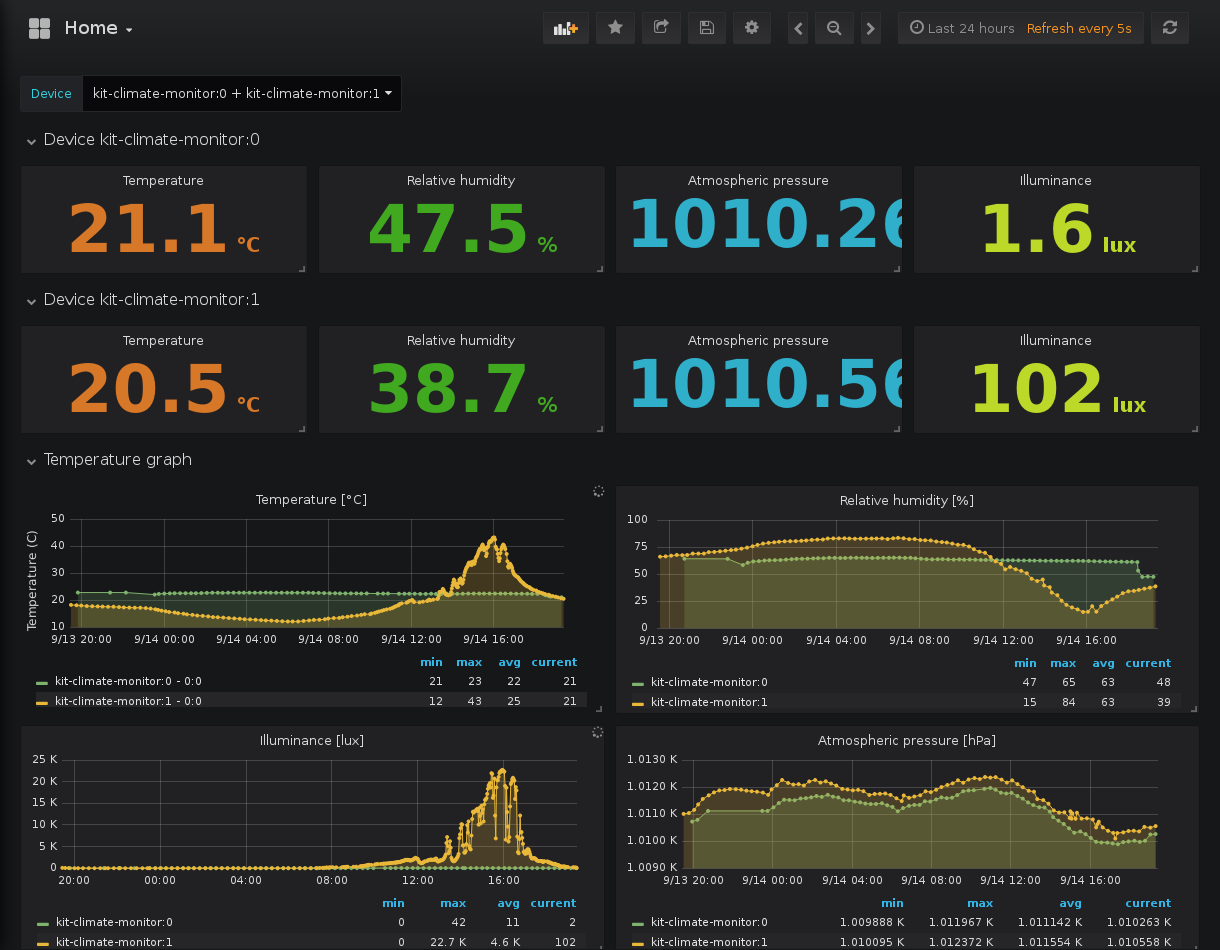 Home
Last 24 hours Refresh every 5s
Device kit-climate-monitor:0 + kit-climate-monitor:1
Device kit-climate-monitor:0
Temperature Relative humidity Atmospheric pressure Illuminance
21.1 °C 47.5 % 1010.26 1.6 lux
Device kit-climate-monitor:1
Temperature Relative humidity Atmospheric pressure Illuminance
20.5 °C 38.7 % 1010.56 102 lux
Temperature graph
Temperature [°C]
Temperature (C)
50
40
30
20
10
9/13 20:00 9/14 00:00 9/14 04:00 9/14 08:00 9/14 12:00 9/14 16:00
min max avg current
kit-climate-monitor:0 - 0:0 21 23 22 21
kit-climate-monitor:1 - 0:0 12 43 25 21
Relative humidity [%]
100
75
50
25
0
9/13 20:00 9/14 00:00 9/14 04:00 9/14 08:00 9/14 12:00 9/14 16:00
min max avg current
kit-climate-monitor:0 47 65 63 48
kit-climate-monitor:1 15 84 63 39
Illuminance [lux]
25 K
20 K
15 K
10 K
5 K
0
20:00 00:00 04:00 08:00 12:00 16:00
min max avg current
kit-climate-monitor:0 0 42 11 2
kit-climate-monitor:1 0 22.7 K 4.6 K 102
Atmospheric pressure [hPa]
1.0130 K
1.0120 K
1.0110 K
1.0100 K
1.0090 K
9/13 20:00 9/14 00:00 9/14 04:00 9/14 08:00 9/14 12:00 9/14 16:00
min max avg current
kit-climate-monitor:0 1.009888 K 1.011967 K 1.011142 K 1.010263 K
kit-climate-monitor:1 1.010095 K 1.012372 K 1.011554 K 1.010558 K